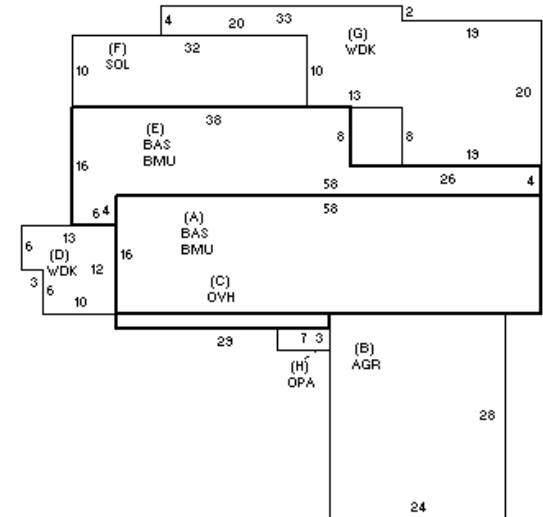 4
20
33
2
(G)
WDK
19
(F)
SOL
32
10
10
20
13
38
(E)
BAS
BMU
8
8
19
16
58
26
4
6 4
(A)
BAS
BMU
58
13
6
(D)
WDK
12
16
3
6
10
(C)
OVH
29
7 3
(H)
OPA
(B)
AGR
28
24